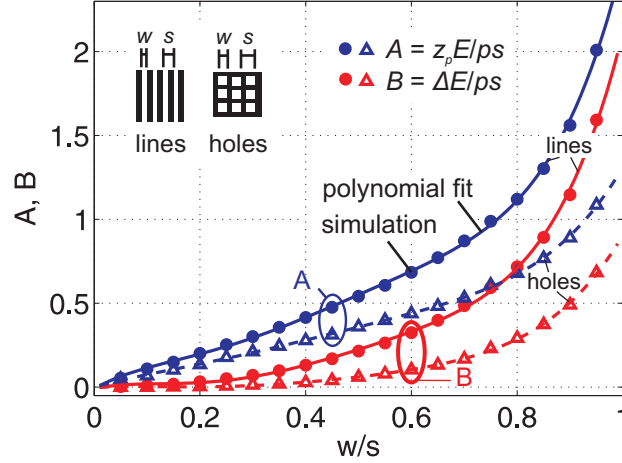 w s w s
lines holes
A = z_pE/ps
B = ΔE/ps
lines
polynomial fit
simulation
holes
A
B
A, B
2
1.5
1
0.5
0
0 0.2 0.4 0.6 0.8 1
w/s